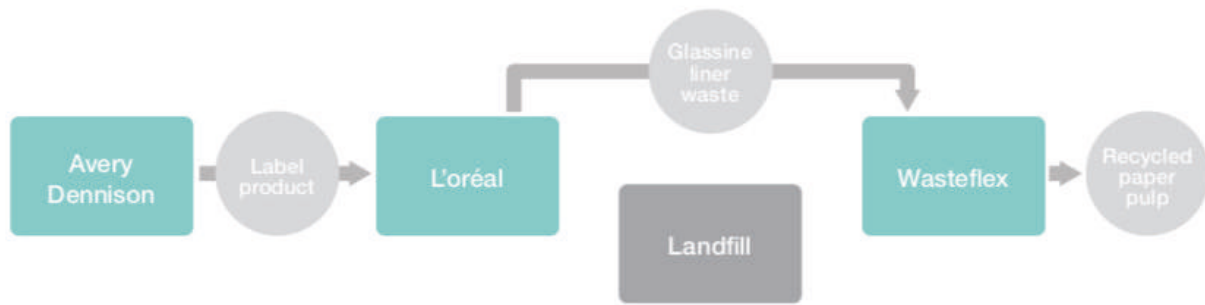 Glassine
liner
waste
Avery
Dennison
Label
product
L'oréal
Wasteflex
Recycled
paper
pulp
Landfill